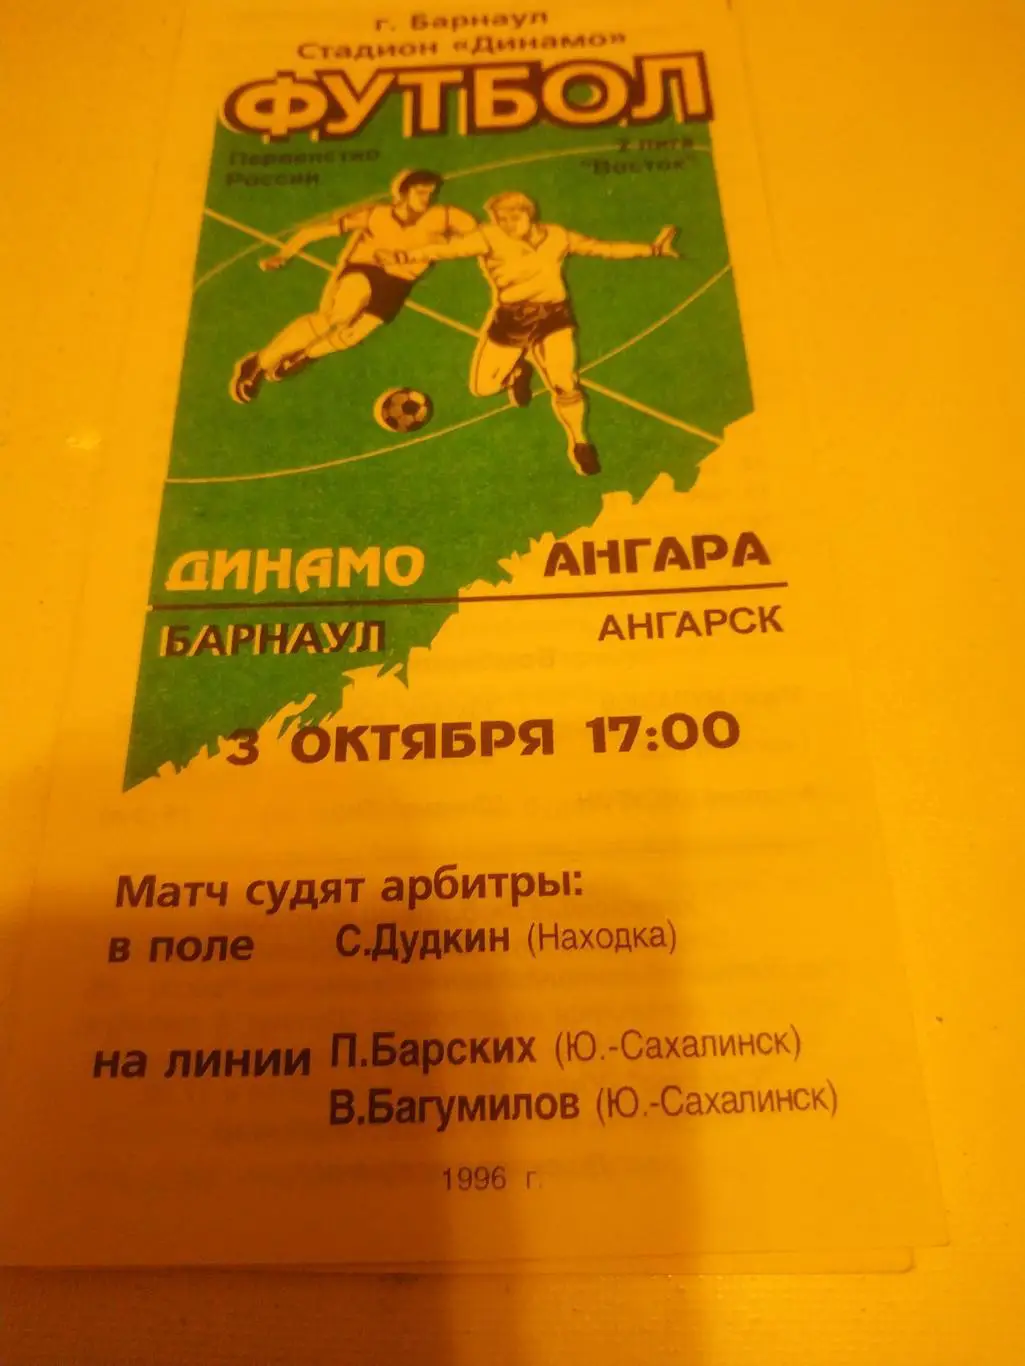 г. Барнаул
Стадион «Динамо»
ФУТБОЛ
Первенство 2 лига
России "Восток"
ДИНАМО АНГАРА
БАРНАУЛ АНГАРСК
3 ОКТЯБРЯ 17:00
Матч судят арбитры:
в поле С.Дудкин (Находка)
на линии П.Барских (Ю.-Сахалинск)
В.Багумилов (Ю.-Сахалинск)
1996 г.